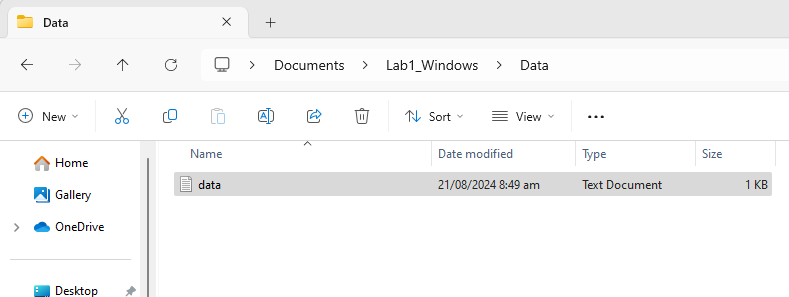 Data
Documents > Lab1_Windows > Data
New
Sort
View
Name Date modified Type Size
Home
Gallery
OneDrive
Desktop
data 21/08/2024 8:49 am Text Document 1 KB